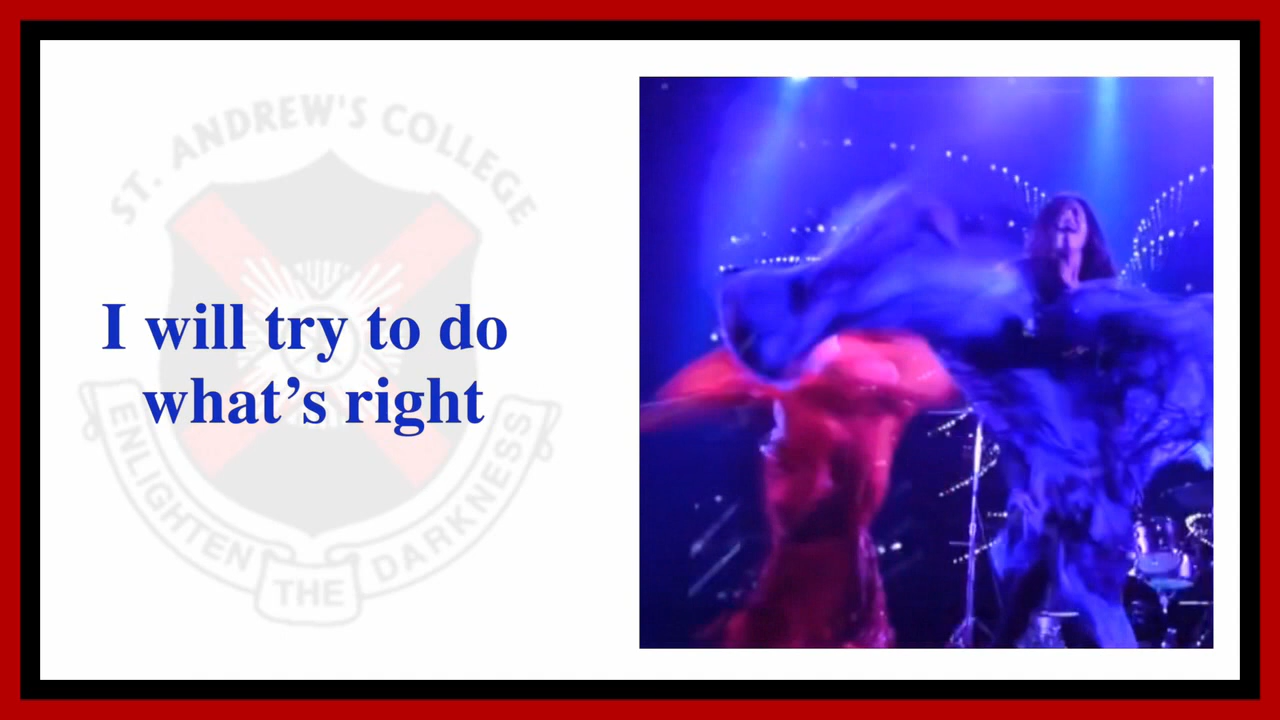 ST. ANDREW'S COLLEGE
I will try to do
what’s right
ENLIGHTEN THE DARKNESS